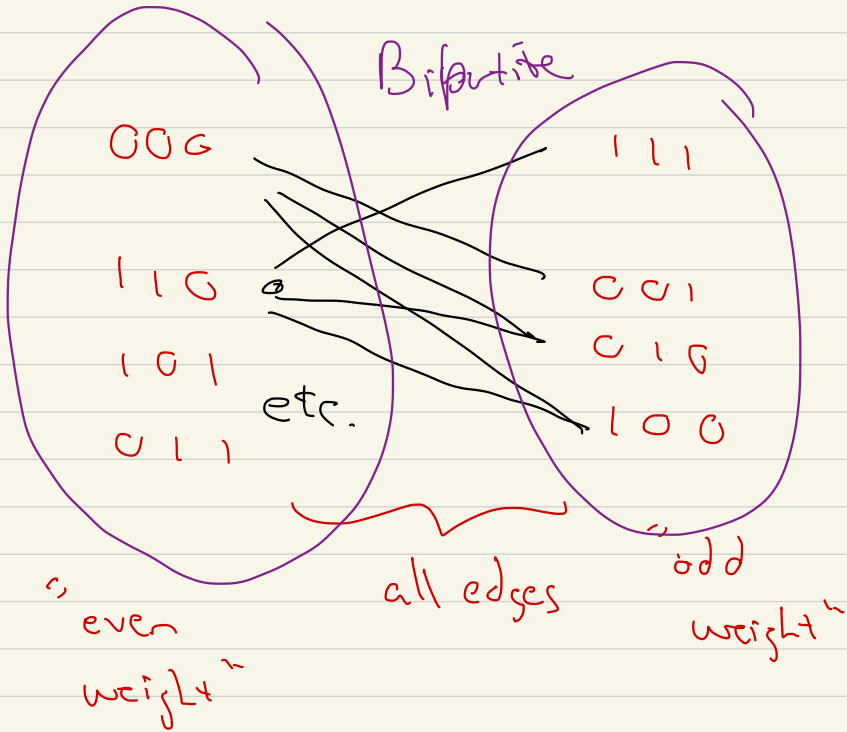 Bipartite
000
110
101
011
111
001
010
100
etc.
all edges
"even
weight"
"odd
weight"